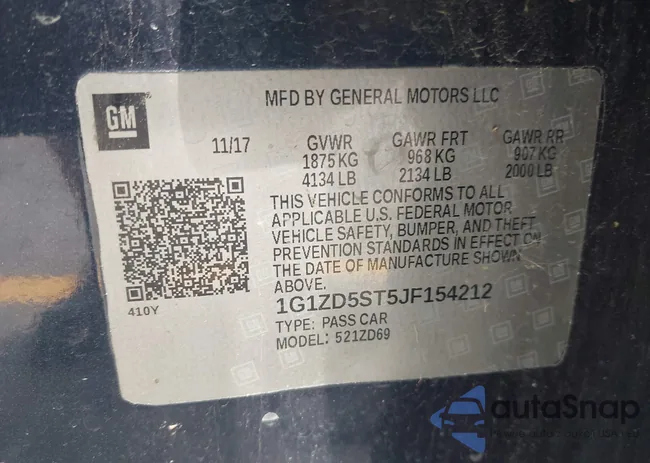 GM
MFD BY GENERAL MOTORS LLC
11/17 GVWR GAWR FRT GAWR RR
1875 KG 968 KG 907 KG
4134 LB 2134 LB 2000 LB
THIS VEHICLE CONFORMS TO ALL
APPLICABLE U.S. FEDERAL MOTOR
VEHICLE SAFETY, BUMPER, AND THEFT
PREVENTION STANDARDS IN EFFECT ON
THE DATE OF MANUFACTURE SHOWN
ABOVE.
410Y
1G1ZD5ST5JF154212
TYPE: PASS CAR
MODEL: 521ZD69
autoSnap